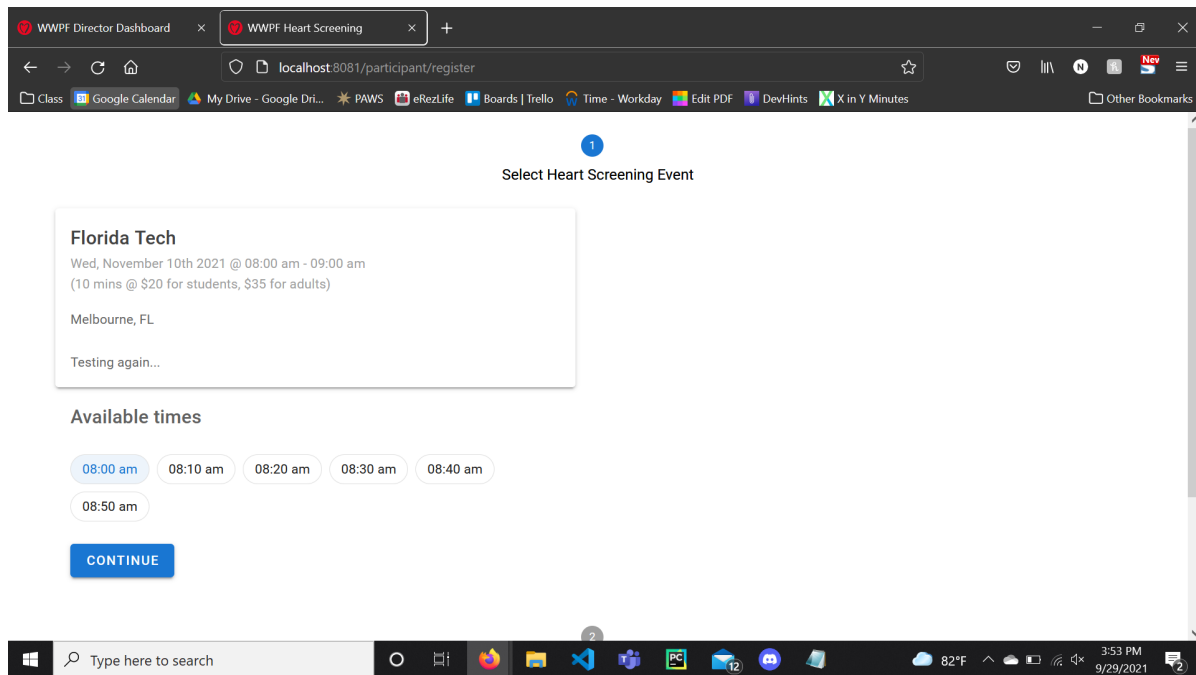 WWPF Director Dashboard
WWPF Heart Screening
localhost:8081/participant/register
New
Class
Google Calendar
My Drive - Google Dri...
PAWS
eRezLife
Boards | Trello
Time - Workday
Edit PDF
DevHints
X in Y Minutes
Other Bookmarks
1
Select Heart Screening Event
Florida Tech
Wed, November 10th 2021 @ 08:00 am - 09:00 am
(10 mins @ $20 for students, $35 for adults)
Melbourne, FL
Testing again...
Available times
08:00 am 08:10 am 08:20 am 08:30 am 08:40 am
08:50 am
CONTINUE
2
Type here to search
PC
12
82°F
3:53 PM
9/29/2021
2